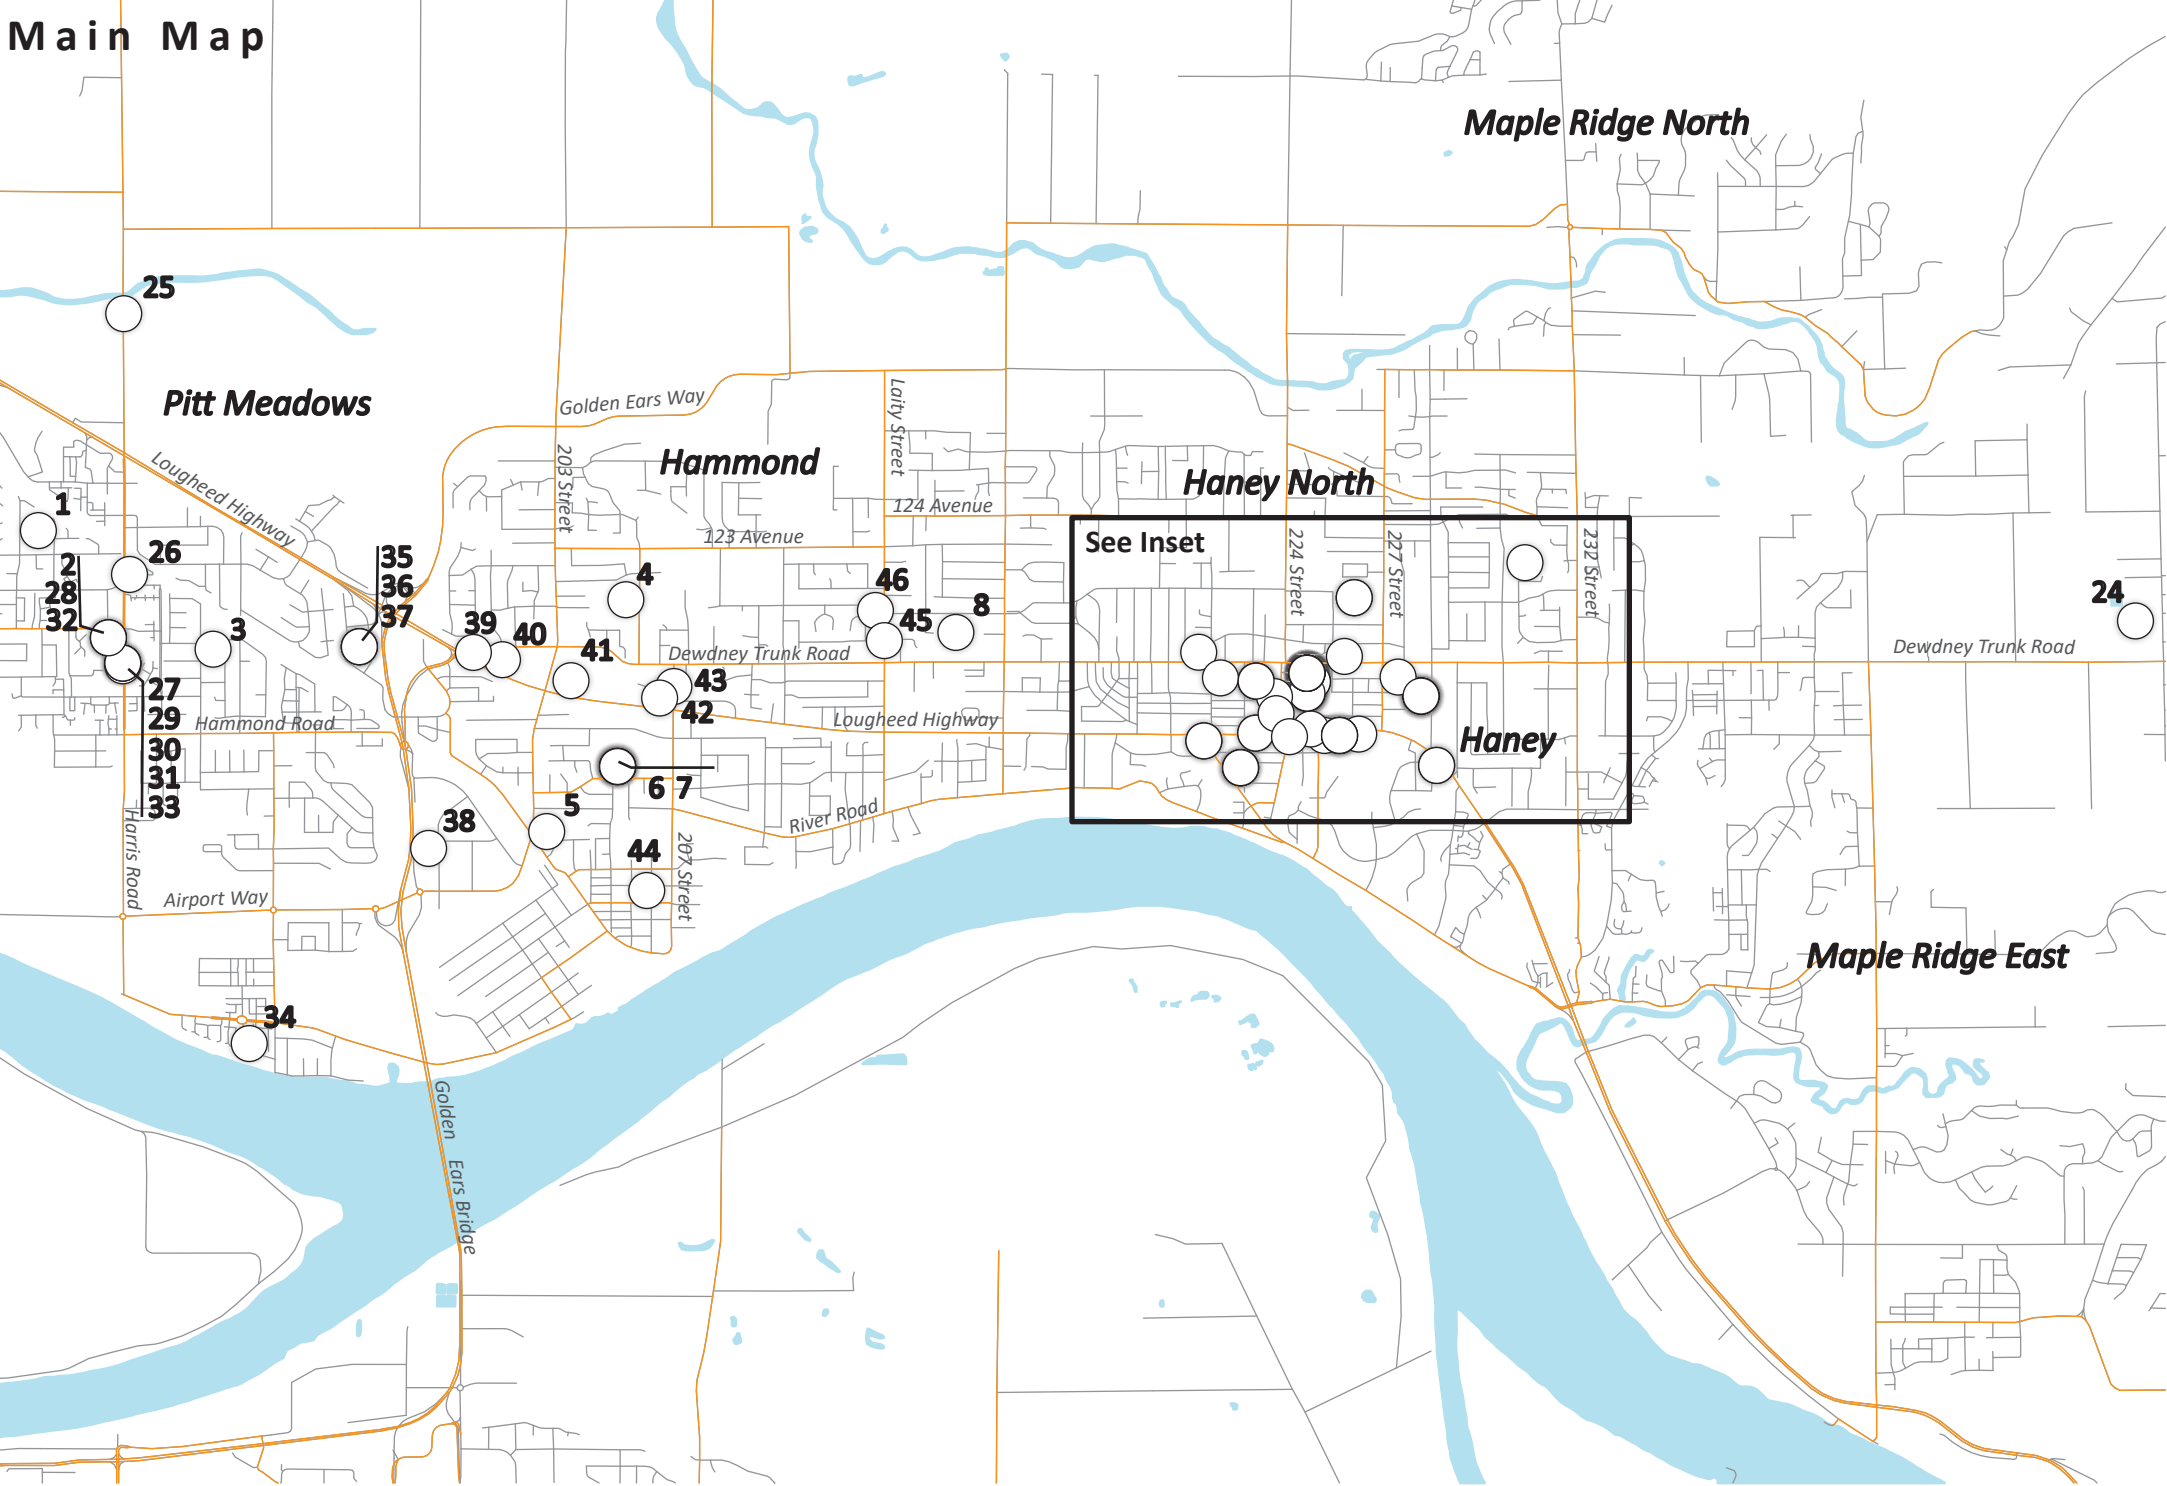 Main Map
Maple Ridge North
25
Pitt Meadows
Golden Ears Way
Laity Street
Lougheed Highway
203 Street
Hammond
Haney North
124 Avenue
123 Avenue
1
See Inset
224 Street
227 Street
232 Street
2
28
32
26
35
36
37
4
46
8
24
3
39
40
41
45
Dewdney Trunk Road
Dewdney Trunk Road
27
29
30
31
33
43
42
Hammond Road
Lougheed Highway
Haney
6 7
5
38
River Road
Harris Road
44
207 Street
Airport Way
Maple Ridge East
34
Golden Ears Bridge